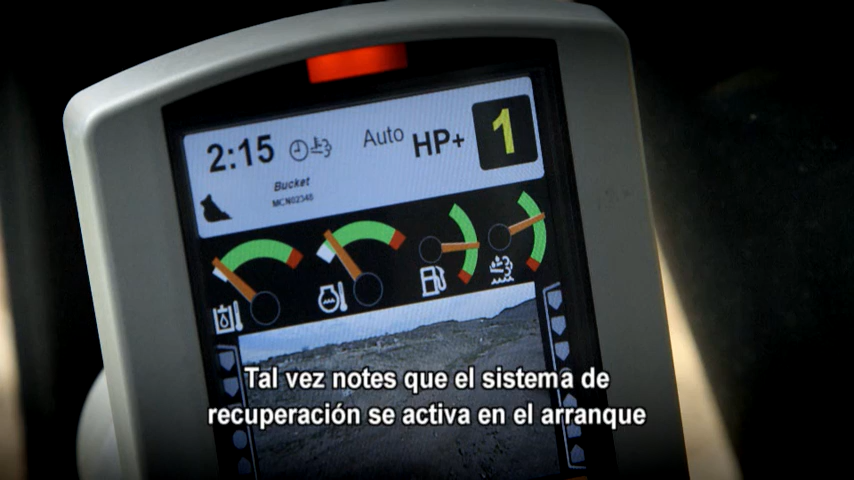 2:15
Auto
HP+
1
Bucket
MCN02348
Tal vez notes que el sistema de
recuperación se activa en el arranque